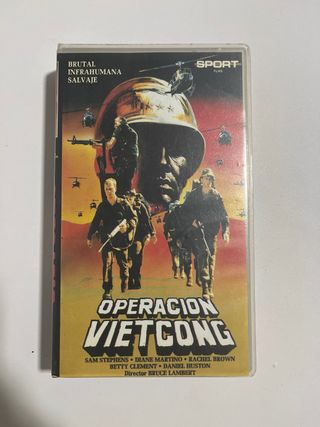 BRUTAL
INFRAHUMANA
SALVAJE
SPORT
FILMS
OPERACION
VIETCONG
SAM STEPHENS • DIANE MARTINO • RACHEL BROWN
BETTY CLEMENT • DANIEL HUSTON
Director BRUCE LAMBERT